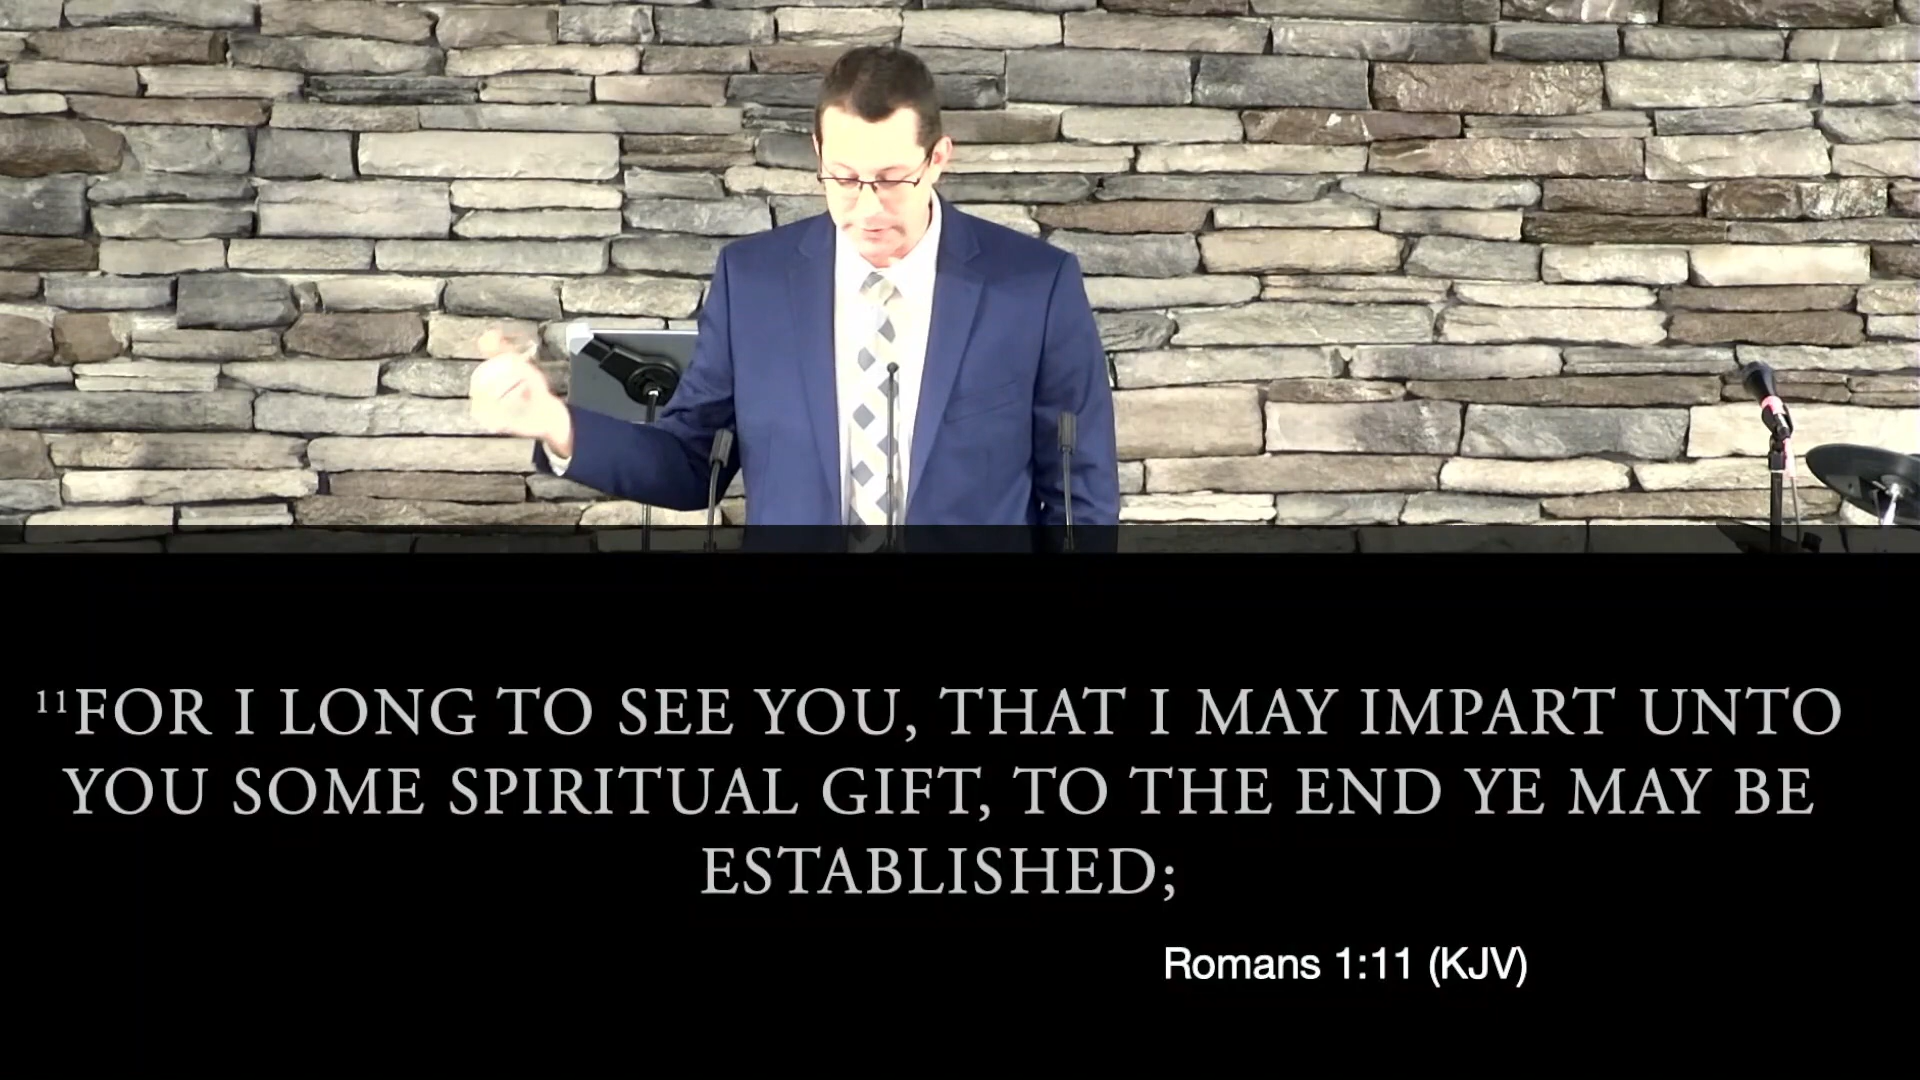 ¹¹FOR I LONG TO SEE YOU, THAT I MAY IMPART UNTO
YOU SOME SPIRITUAL GIFT, TO THE END YE MAY BE
ESTABLISHED;
Romans 1:11 (KJV)